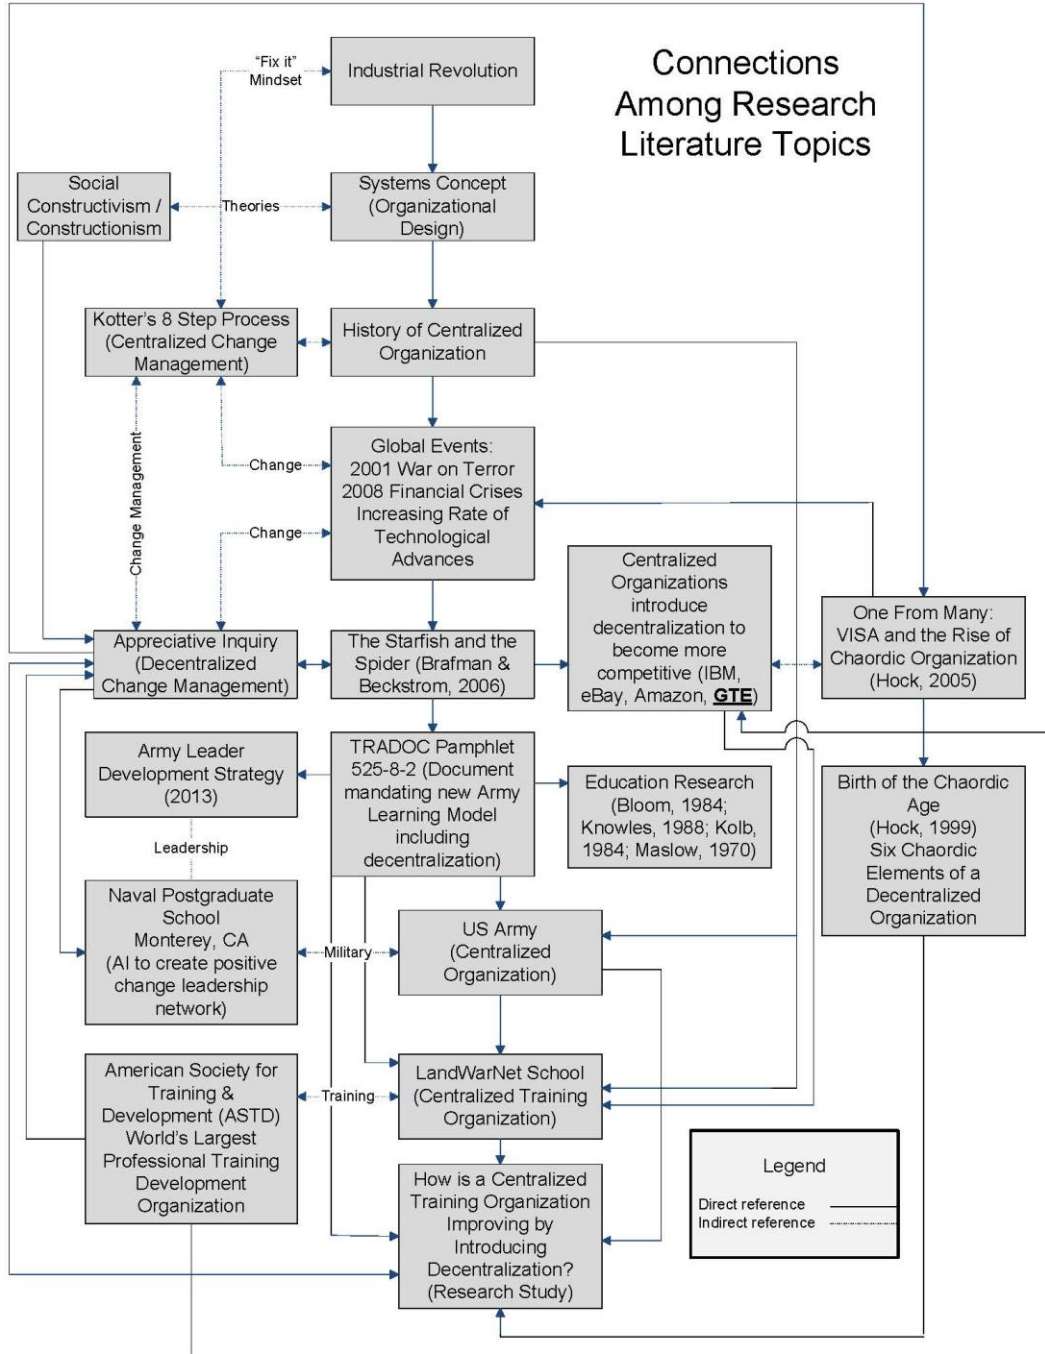 Connections
Among Research
Literature Topics
"Fix it"
Mindset
Industrial Revolution
Social
Constructivism /
Constructionism
Theories
Systems Concept
(Organizational
Design)
Kotter's 8 Step Process
(Centralized Change
Management)
History of Centralized
Organization
Change Management
Change
Change
Global Events:
2001 War on Terror
2008 Financial Crises
Increasing Rate of
Technological
Advances
Centralized
Organizations
introduce
decentralization to
become more
competitive (IBM,
eBay, Amazon, GTE)
One From Many:
VISA and the Rise of
Chaordic Organization
(Hock, 2005)
Appreciative Inquiry
(Decentralized
Change Management)
The Starfish and the
Spider (Brafman &
Beckstrom, 2006)
Army Leader
Development Strategy
(2013)
TRADOC Pamphlet
525-8-2 (Document
mandating new Army
Learning Model
including
decentralization)
Education Research
(Bloom, 1984;
Knowles, 1988; Kolb,
1984; Maslow, 1970)
Birth of the Chaordic
Age
(Hock, 1999)
Six Chaordic
Elements of a
Decentralized
Organization
Leadership
Naval Postgraduate
School
Monterey, CA
(AI to create positive
change leadership
network)
Military
US Army
(Centralized
Organization)
American Society for
Training &
Development (ASTD)
World's Largest
Professional Training
Development
Organization
Training
LandWarNet School
(Centralized Training
Organization)
How is a Centralized
Training Organization
Improving by
Introducing
Decentralization?
(Research Study)
Legend
Direct reference
Indirect reference